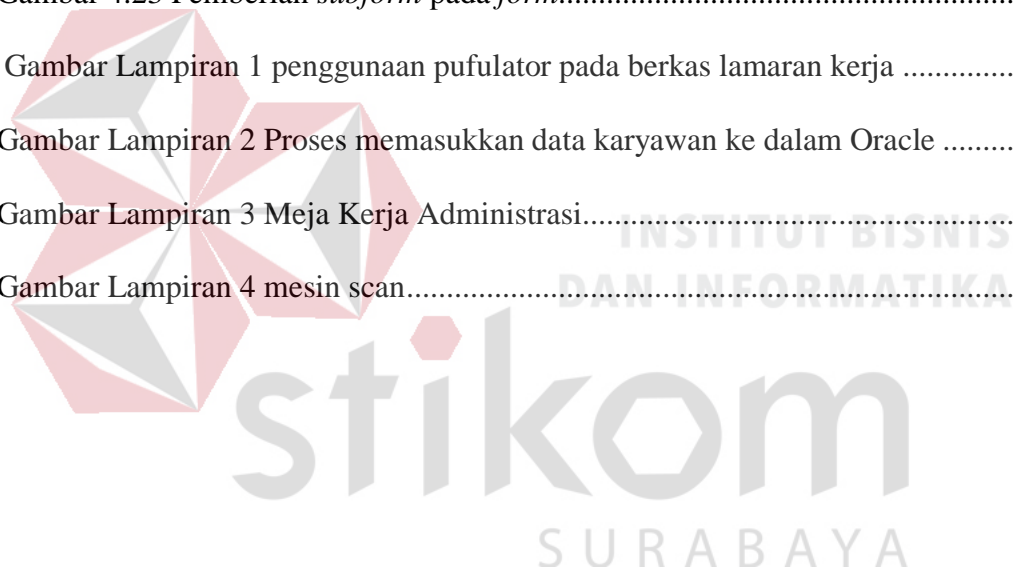 Gambar 4.25 Pemberian subform pada form......................................................
Gambar Lampiran 1 penggunaan pufulator pada berkas lamaran kerja ..............
Gambar Lampiran 2 Proses memasukkan data karyawan ke dalam Oracle .........
Gambar Lampiran 3 Meja Kerja Administrasi......................................................
Gambar Lampiran 4 mesin scan............................................................................
INSTITUT BISNIS
DAN INFORMATIKA
stikom
SURABAYA